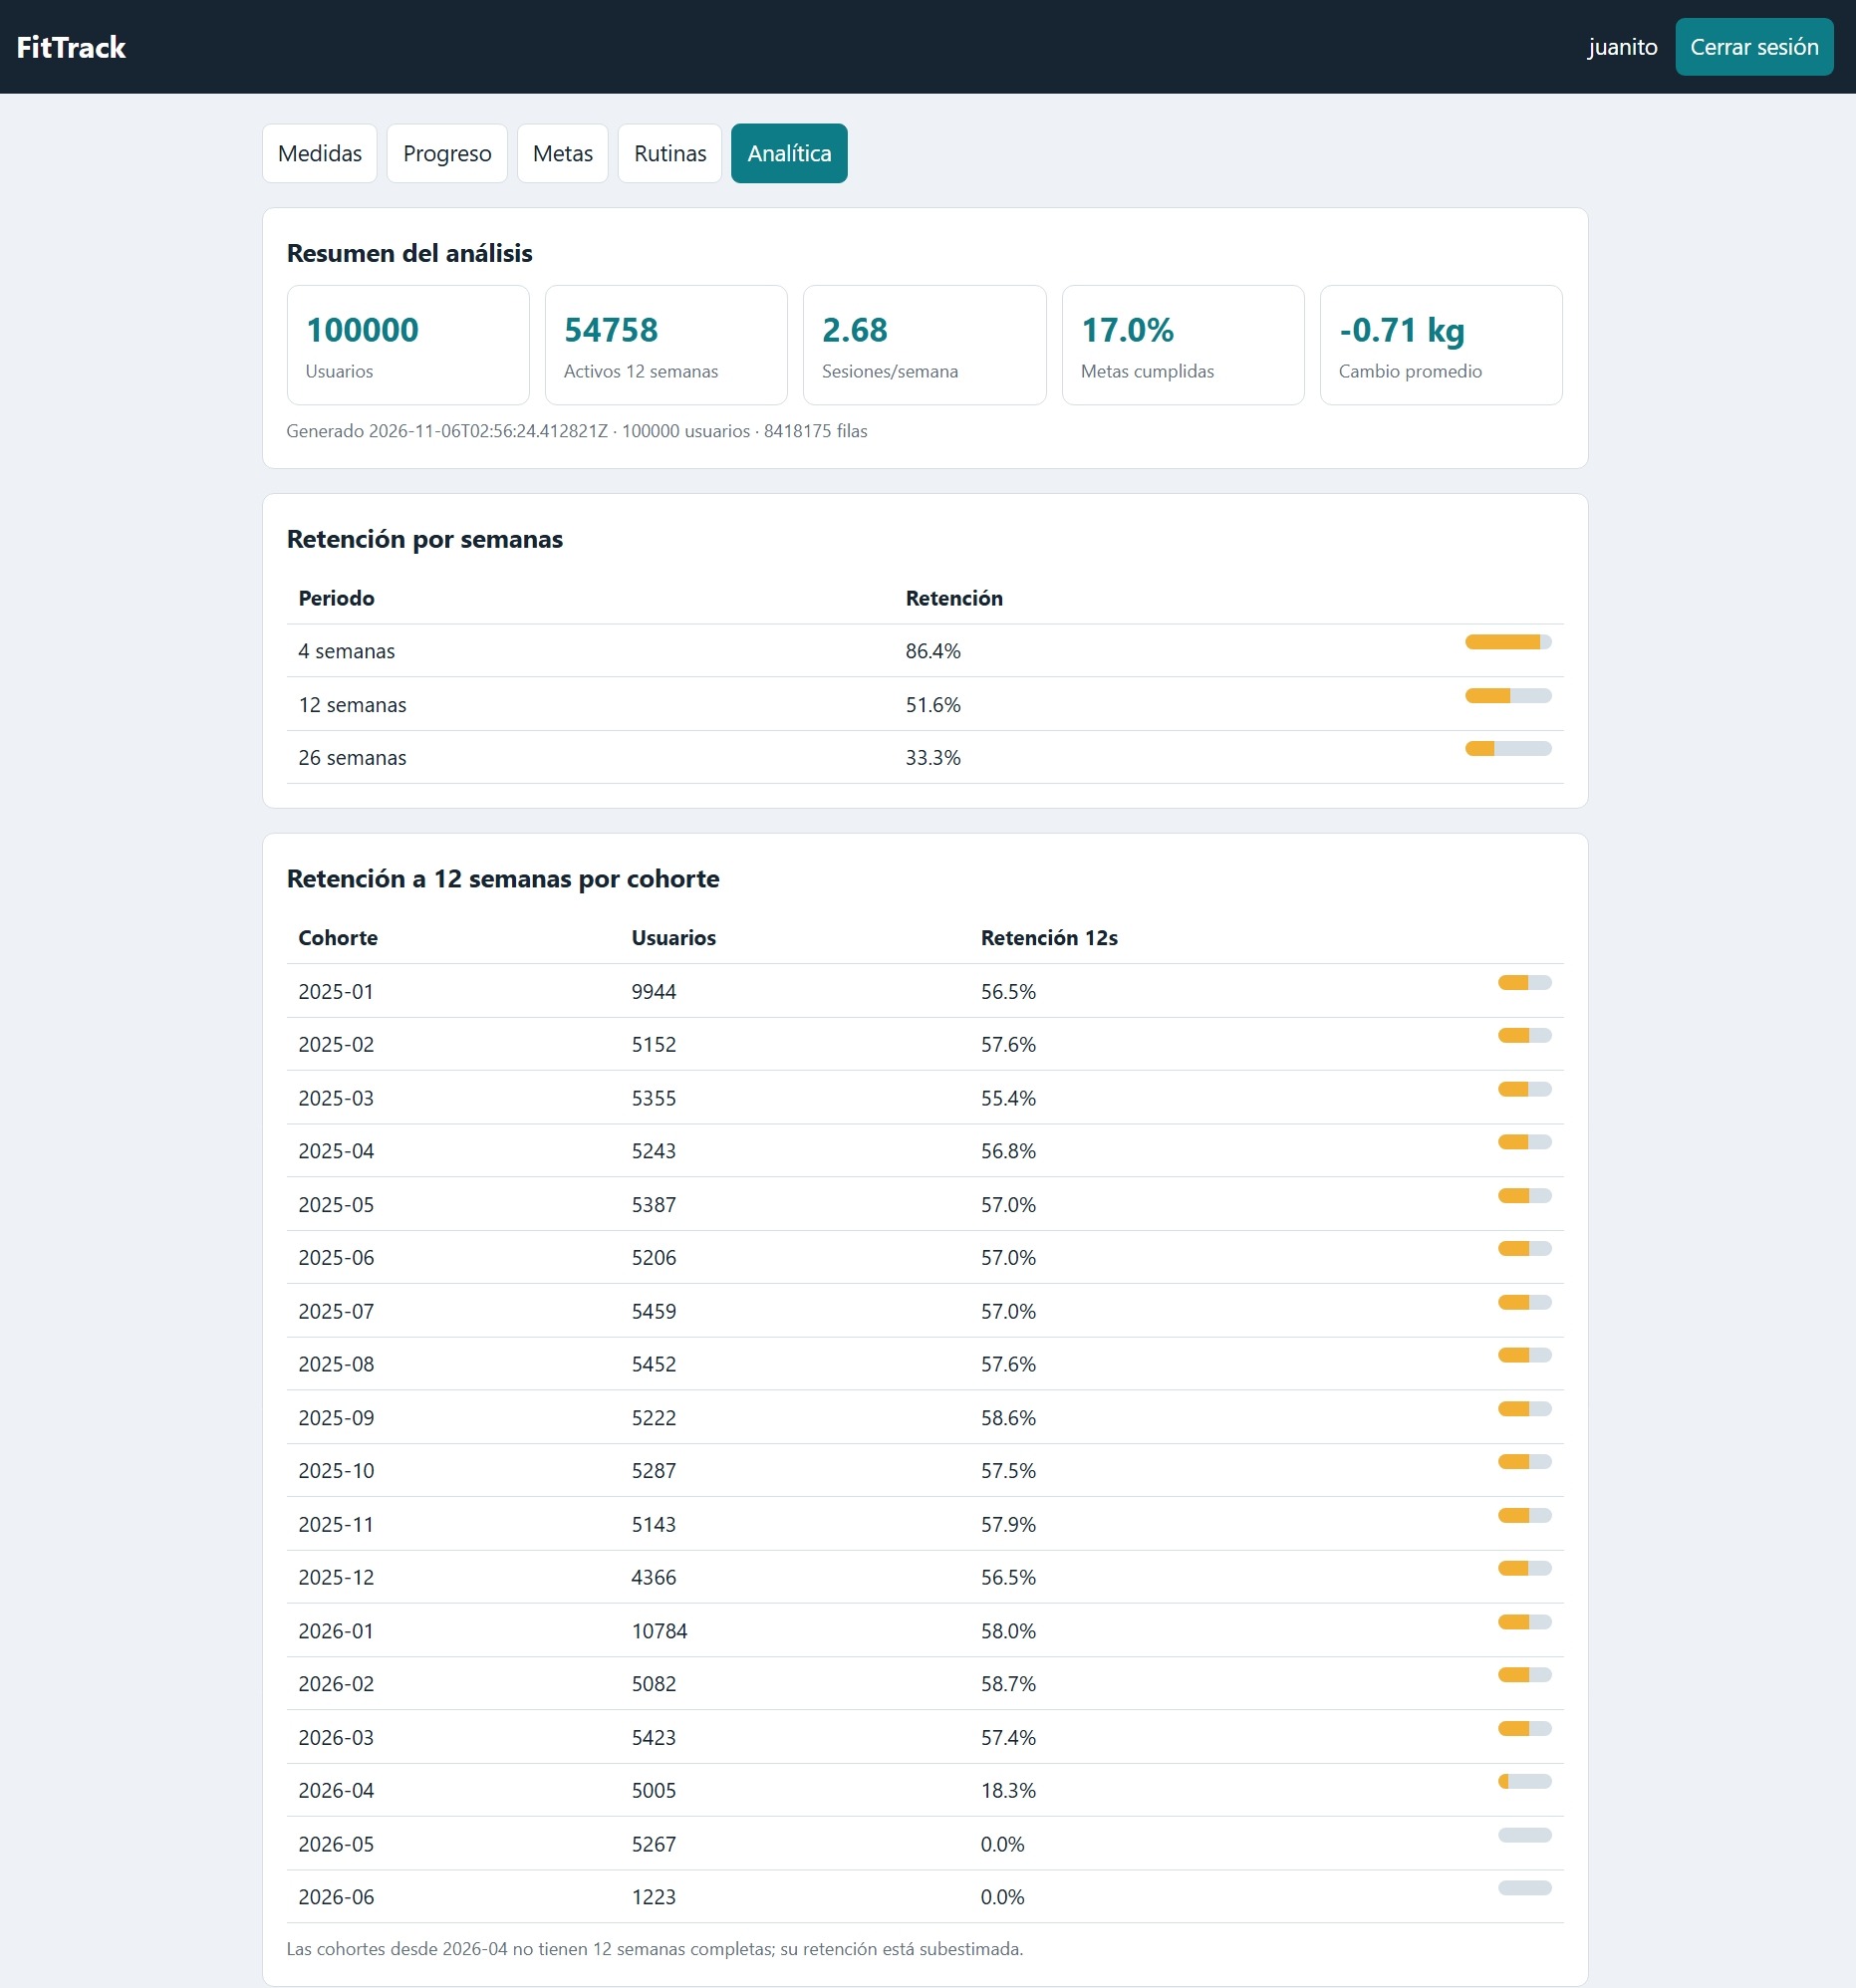 FitTrack
juanito
Cerrar sesión
Medidas Progreso Metas Rutinas Analítica
Resumen del análisis
100000
Usuarios
54758
Activos 12 semanas
2.68
Sesiones/semana
17.0%
Metas cumplidas
-0.71 kg
Cambio promedio
Generado 2026-11-06T02:56:24.412821Z · 100000 usuarios · 8418175 filas
Retención por semanas
Periodo Retención
4 semanas 86.4%
12 semanas 51.6%
26 semanas 33.3%
Retención a 12 semanas por cohorte
Cohorte Usuarios Retención 12s
2025-01 9944 56.5%
2025-02 5152 57.6%
2025-03 5355 55.4%
2025-04 5243 56.8%
2025-05 5387 57.0%
2025-06 5206 57.0%
2025-07 5459 57.0%
2025-08 5452 57.6%
2025-09 5222 58.6%
2025-10 5287 57.5%
2025-11 5143 57.9%
2025-12 4366 56.5%
2026-01 10784 58.0%
2026-02 5082 58.7%
2026-03 5423 57.4%
2026-04 5005 18.3%
2026-05 5267 0.0%
2026-06 1223 0.0%
Las cohortes desde 2026-04 no tienen 12 semanas completas; su retención está subestimada.